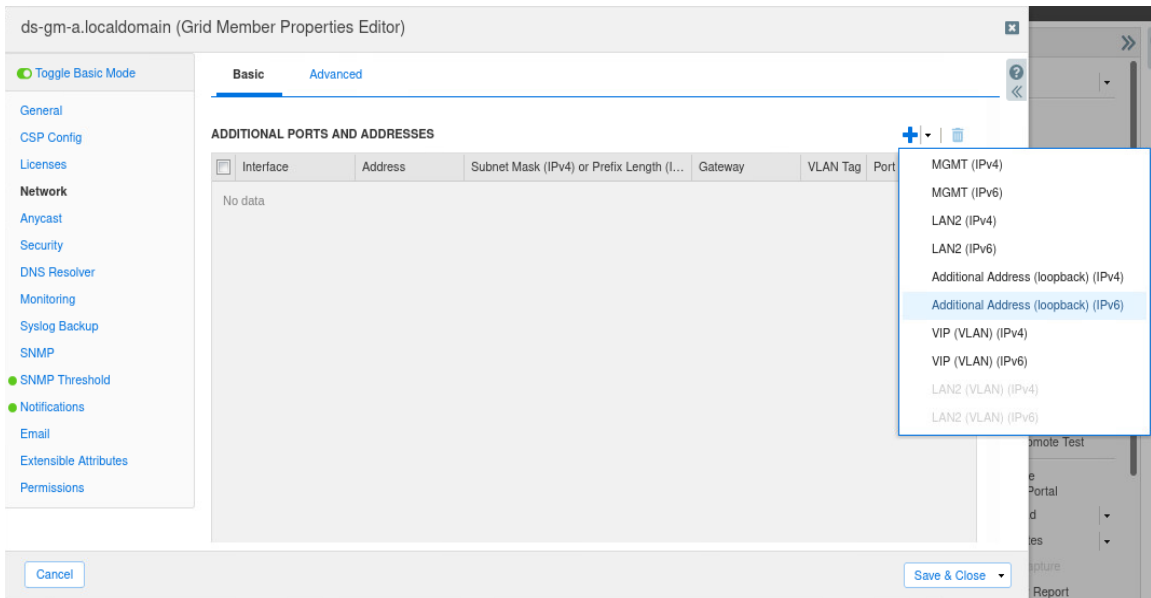 ds-gm-a.localdomain (Grid Member Properties Editor)
Toggle Basic Mode
Basic
Advanced
General
CSP Config
Licenses
Network
Anycast
Security
DNS Resolver
Monitoring
Syslog Backup
SNMP
SNMP Threshold
Notifications
Email
Extensible Attributes
Permissions
ADDITIONAL PORTS AND ADDRESSES
Interface
Address
Subnet Mask (IPv4) or Prefix Length (I...
Gateway
VLAN Tag
Port
No data
MGMT (IPv4)
MGMT (IPv6)
LAN2 (IPv4)
LAN2 (IPv6)
Additional Address (loopback) (IPv4)
Additional Address (loopback) (IPv6)
VIP (VLAN) (IPv4)
VIP (VLAN) (IPv6)
LAN2 (VLAN) (IPv4)
LAN2 (VLAN) (IPv6)
Test
Portal
Report
Cancel
Save & Close